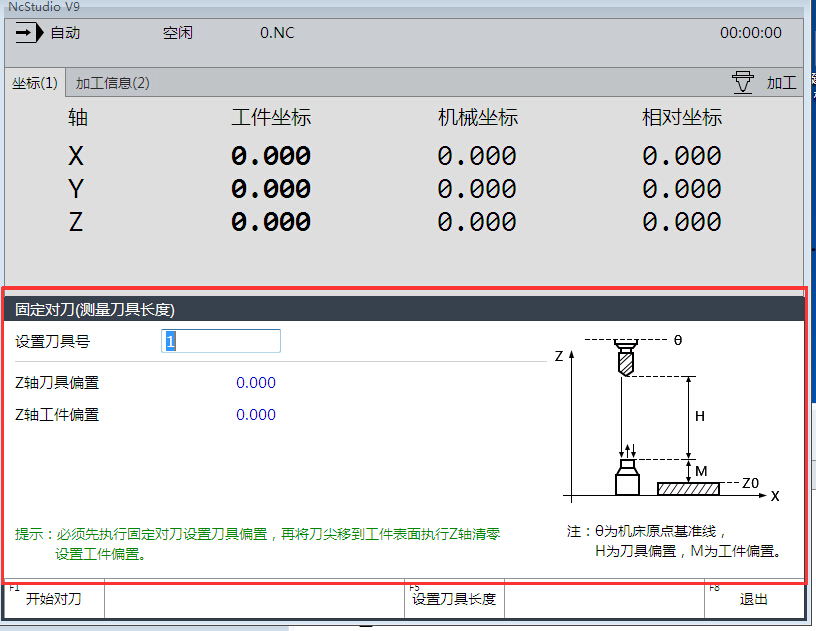 NcStudio V9
自动 空闲 0.NC 00:00:00
坐标(1) 加工信息(2) 加工
轴 工件坐标 机械坐标 相对坐标
X 0.000 0.000 0.000
Y 0.000 0.000 0.000
Z 0.000 0.000 0.000
固定对刀(测量刀具长度)
设置刀具号 1
Z轴刀具偏置 0.000
Z轴工件偏置 0.000
θ
Z
H
M
Z0
X
提示：必须先执行固定对刀设置刀具偏置，再将刀尖移到工件表面执行Z轴清零
设置工件偏置。
注：θ为机床原点基准线，
H为刀具偏置，M为工件偏置。
F1 开始对刀 F5 设置刀具长度 F8 退出